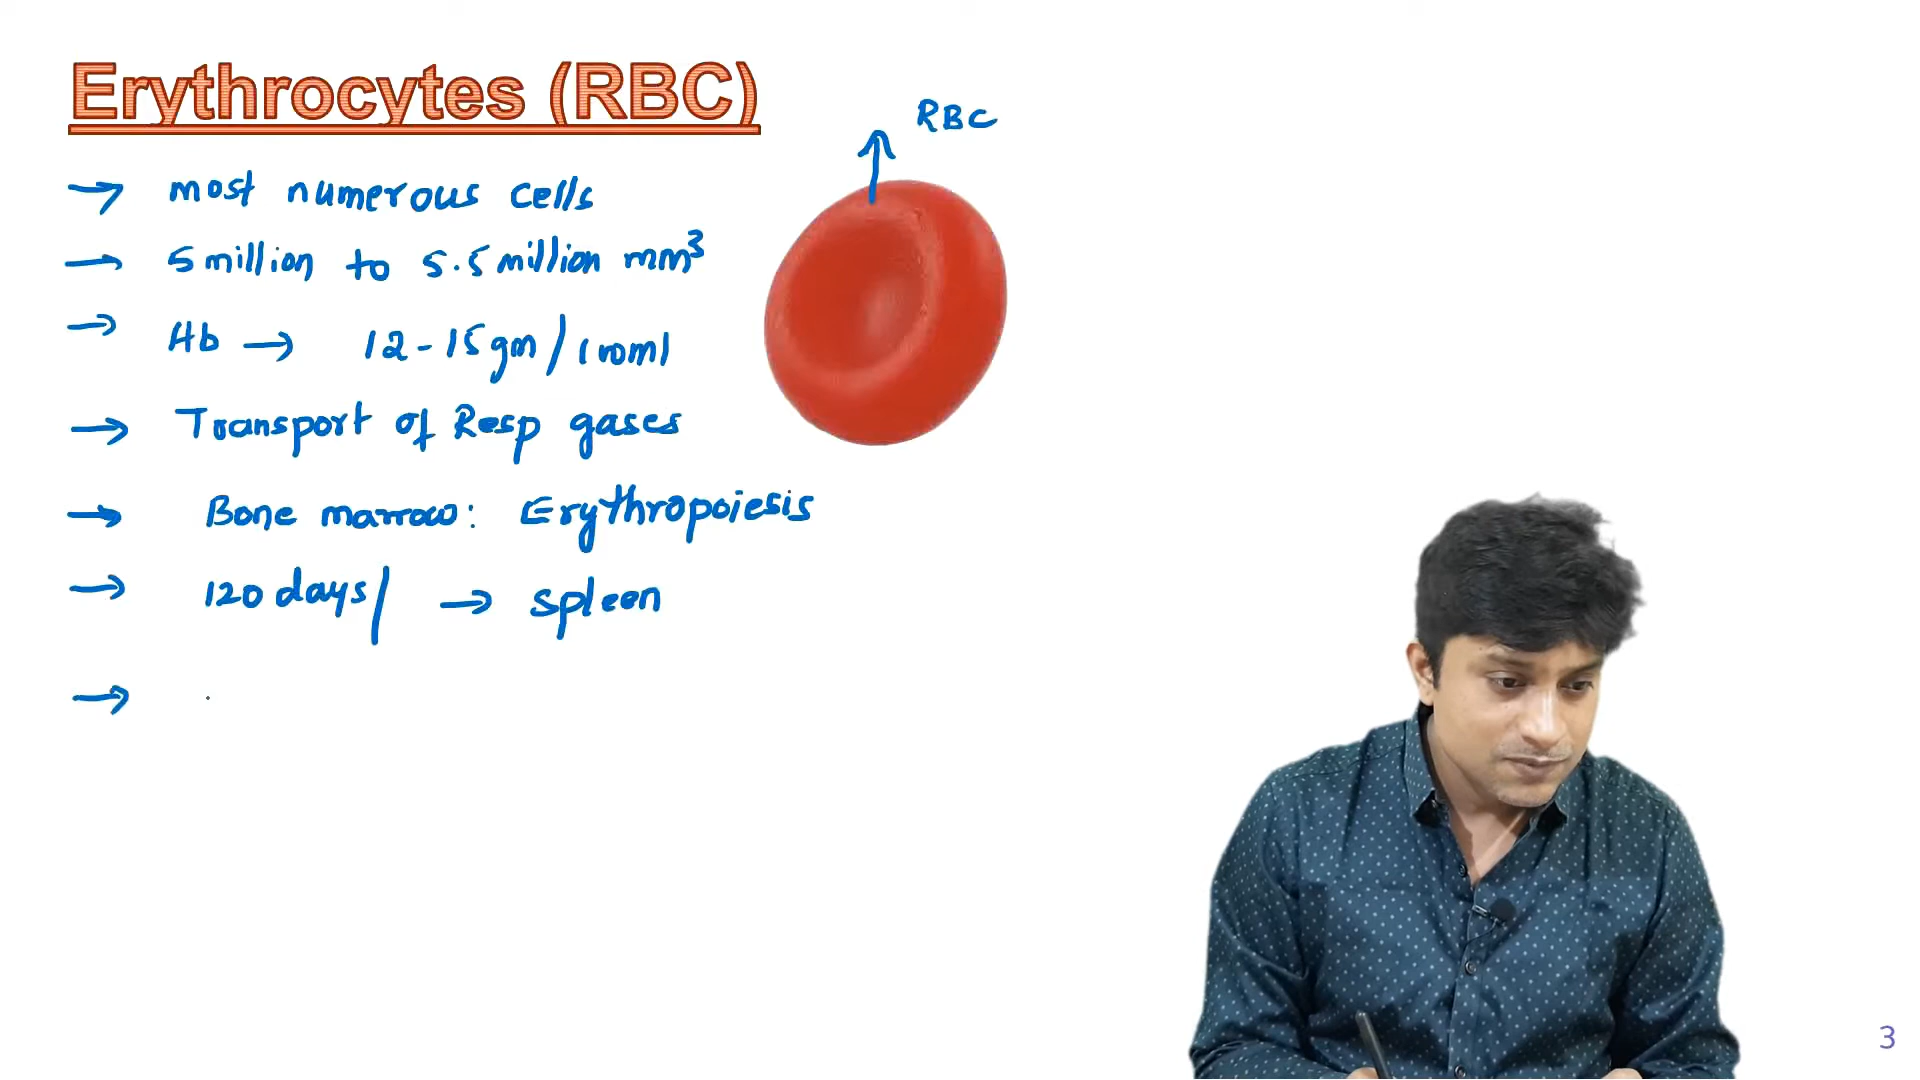 Erythrocytes (RBC)
RBC
→ most numerous cells
→ 5 million to 5.5 million mm³
→ Hb → 12-15 gm/100ml
→ Transport of Resp gases
→ Bone marrow: Erythropoiesis
→ 120 days/ → spleen
→
3